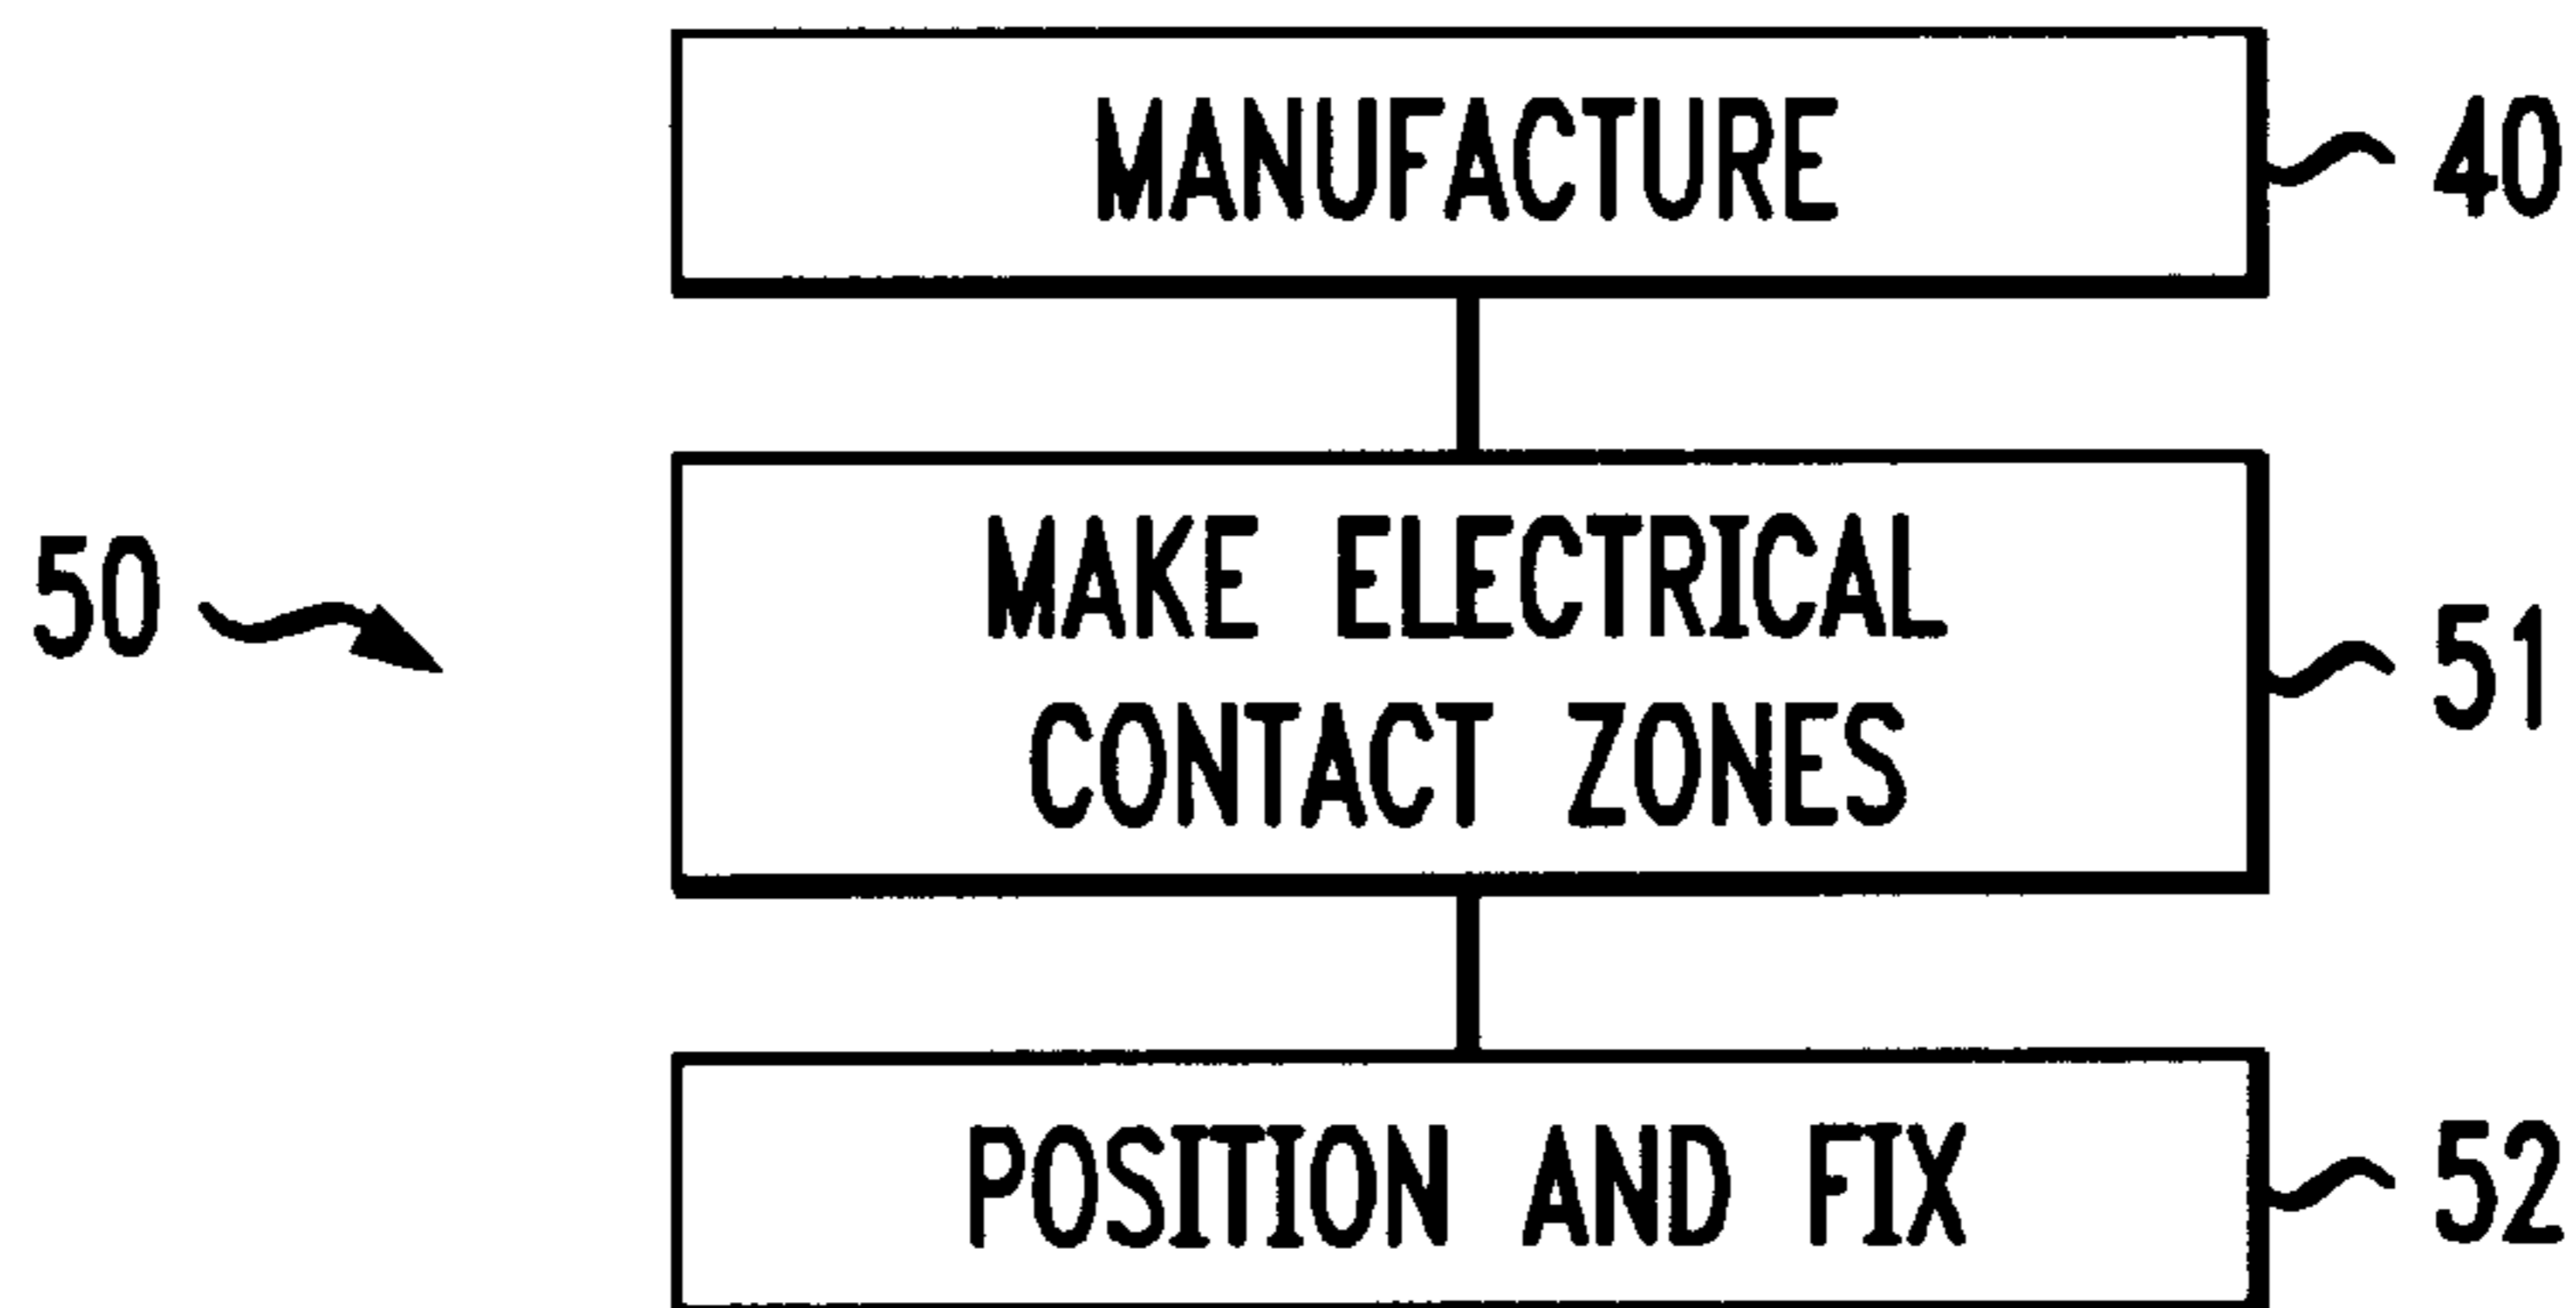 MANUFACTURE
40
50
MAKE ELECTRICAL
CONTACT ZONES
51
POSITION AND FIX
52